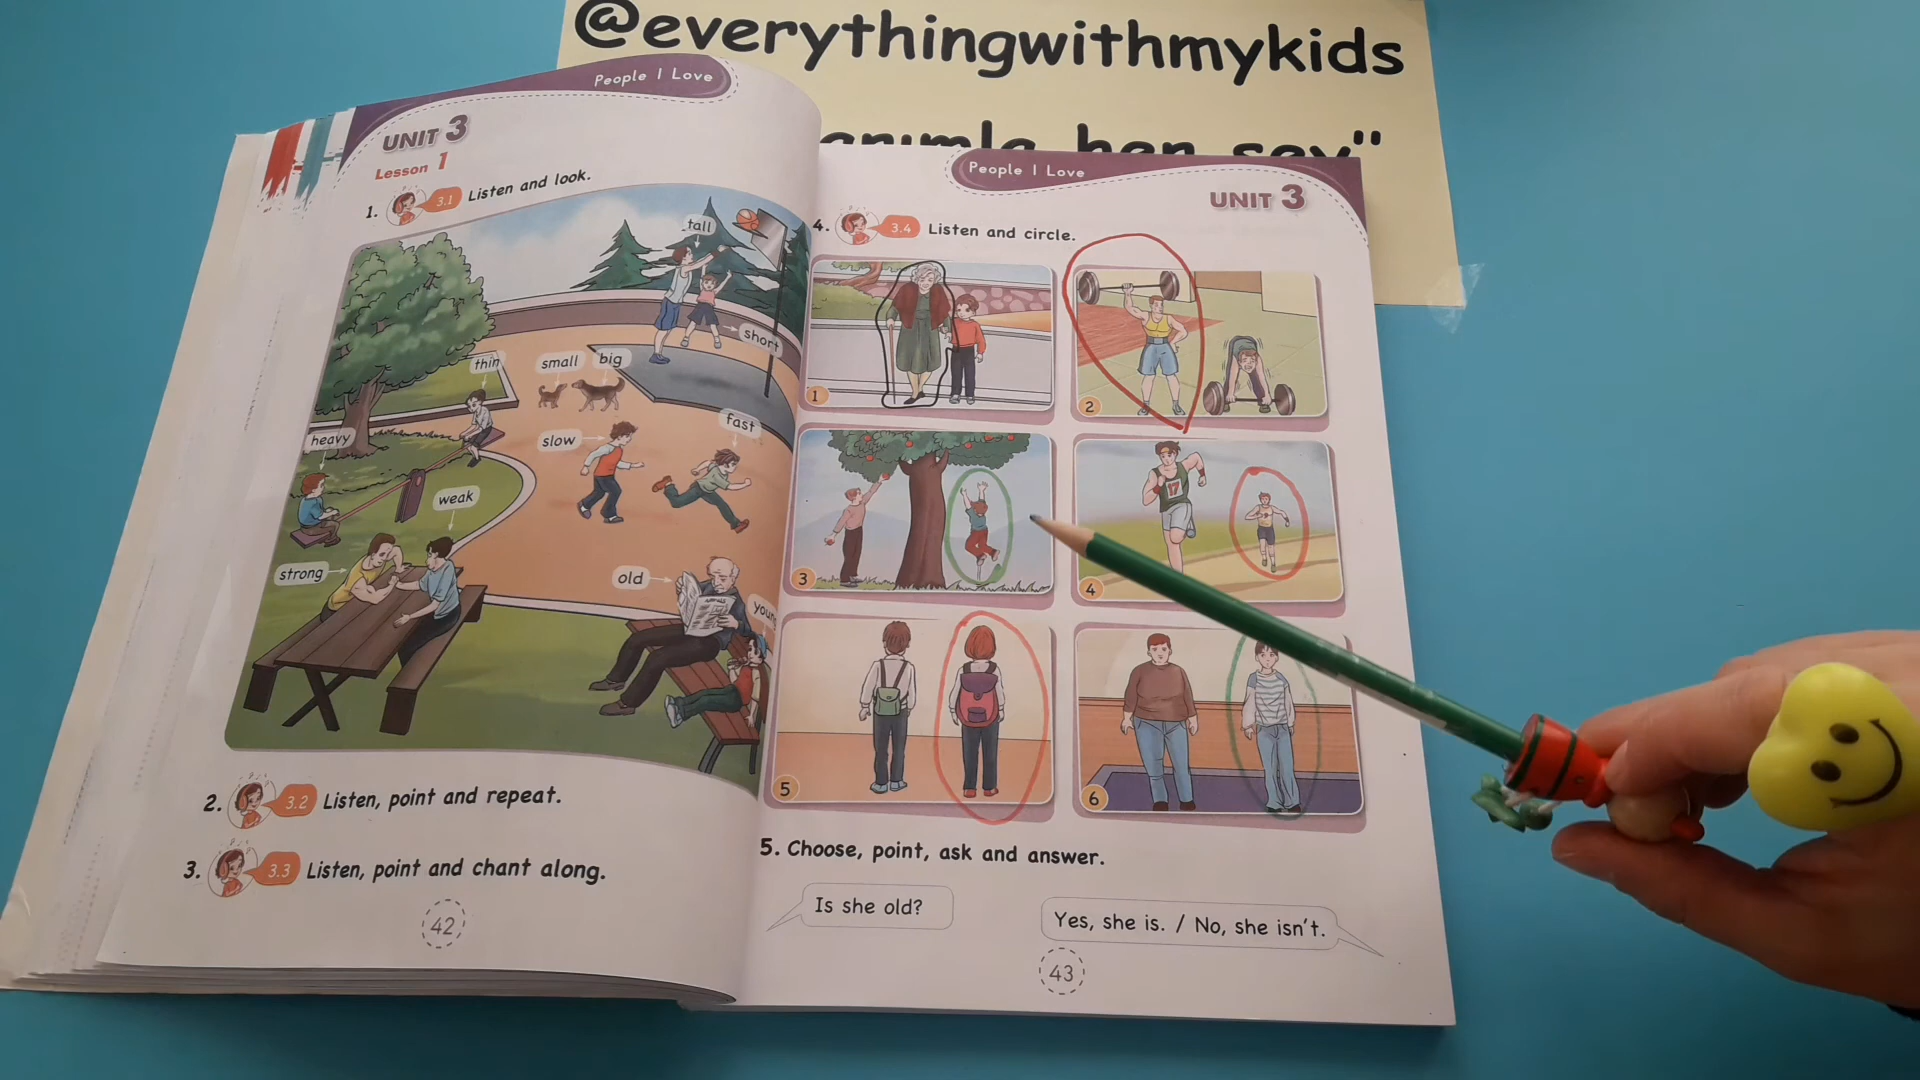 @everythingwithmykids
hər səy"
People I Love
UNIT 3
Lesson 1
1. 3.1 Listen and look.
tall
short
thin
small
big
heavy
slow
fast
weak
strong
old
2. 3.2 Listen, point and repeat.
3. 3.3 Listen, point and chant along.
42
People I Love
UNIT 3
4. 3.4 Listen and circle.
1
2
3
17
4
5
6
5. Choose, point, ask and answer.
Is she old?
Yes, she is. / No, she isn't.
43